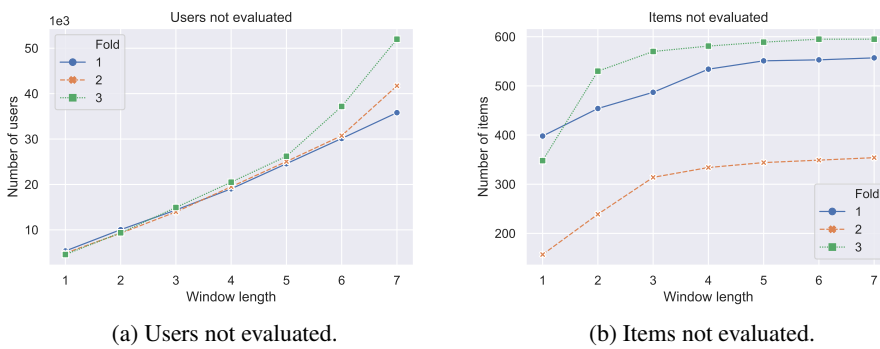 Users not evaluated
1e3
50
40
30
20
10
Number of users
Fold
1
2
3
1 2 3 4 5 6 7
Window length
(a) Users not evaluated.
Items not evaluated
600
500
400
300
200
Number of items
Fold
1
2
3
1 2 3 4 5 6 7
Window length
(b) Items not evaluated.